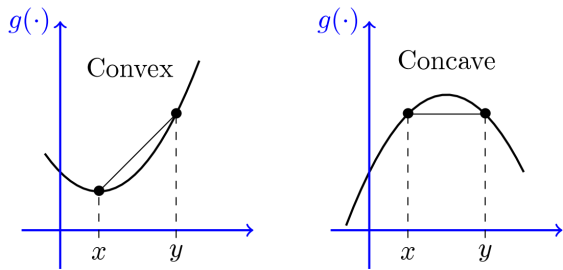 g(·)
Convex
x
y
g(·)
Concave
x
y